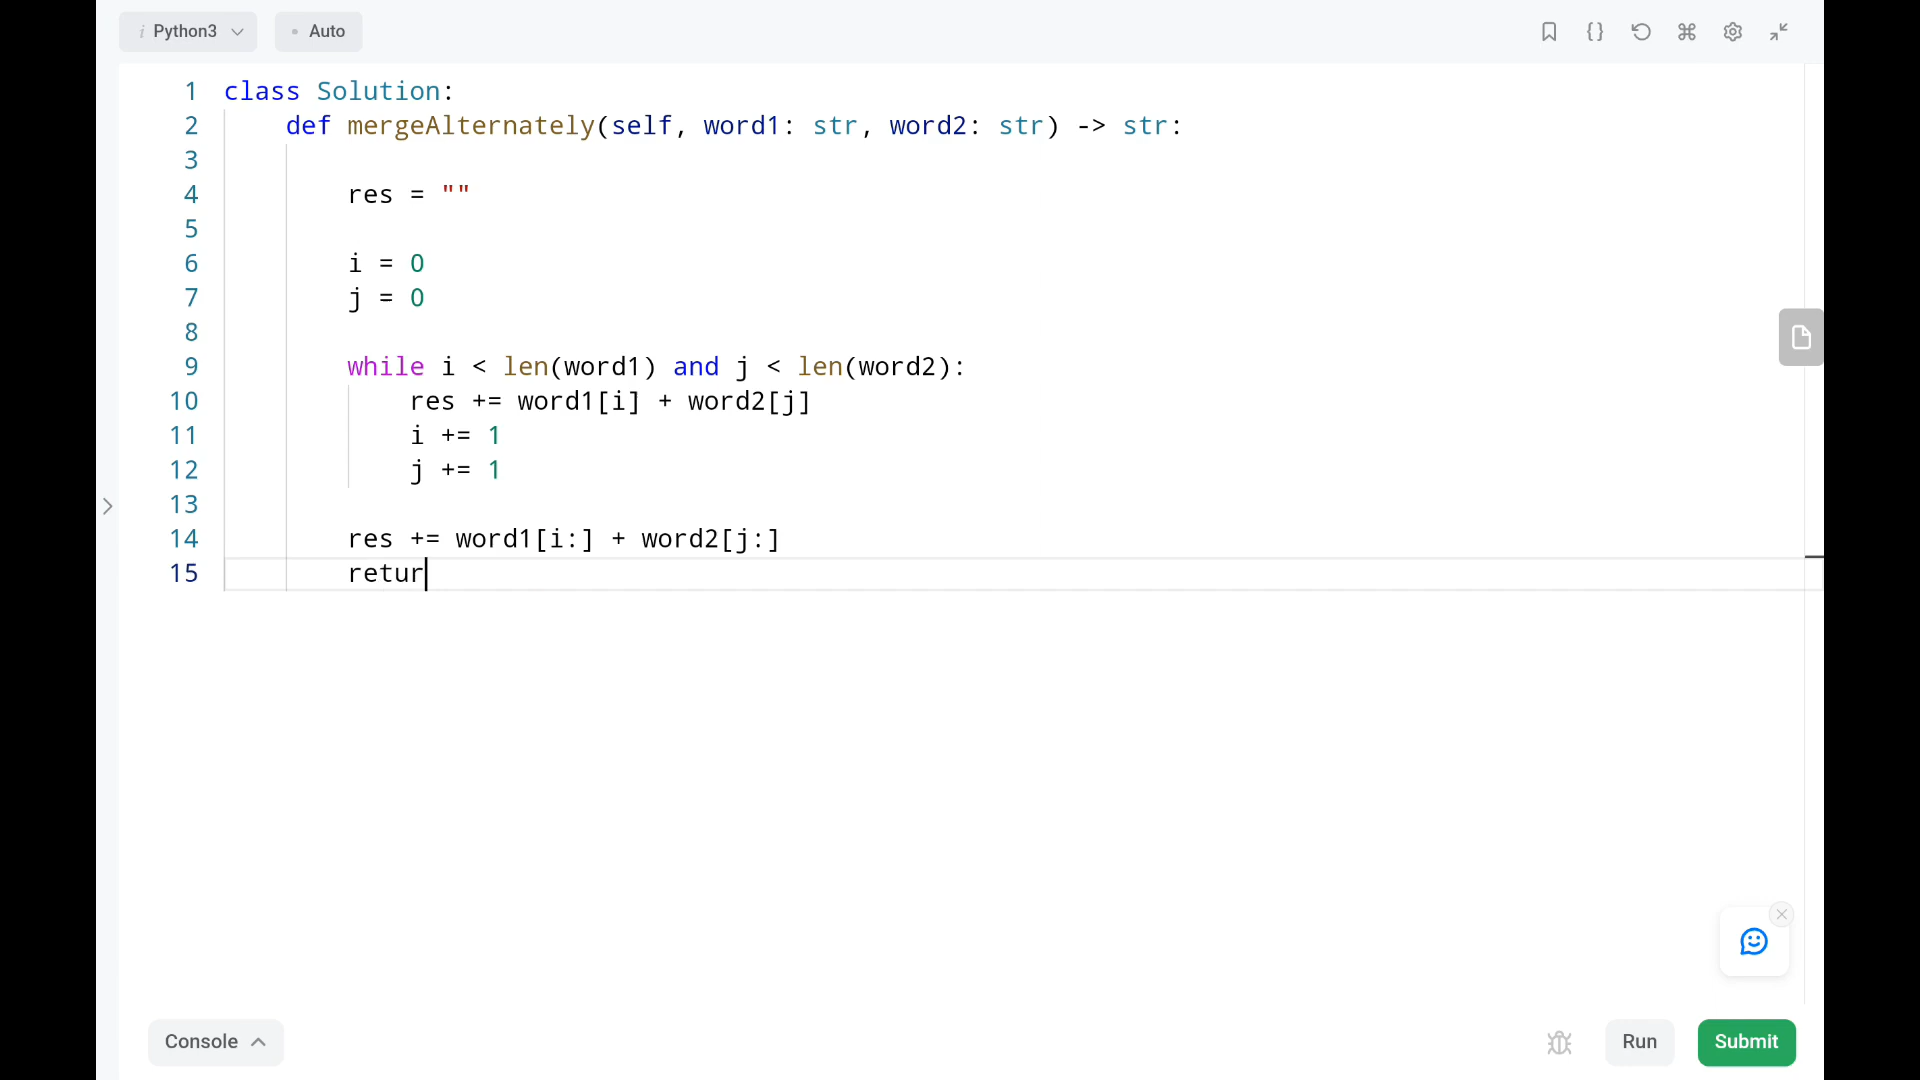 i Python3
Auto
1 class Solution:
2 def mergeAlternately(self, word1: str, word2: str) -> str:
3
4 res = ""
5
6 i = 0
7 j = 0
8
9 while i < len(word1) and j < len(word2):
10 res += word1[i] + word2[j]
11 i += 1
12 j += 1
13
14 res += word1[i:] + word2[j:]
15 retur
Console
Run
Submit